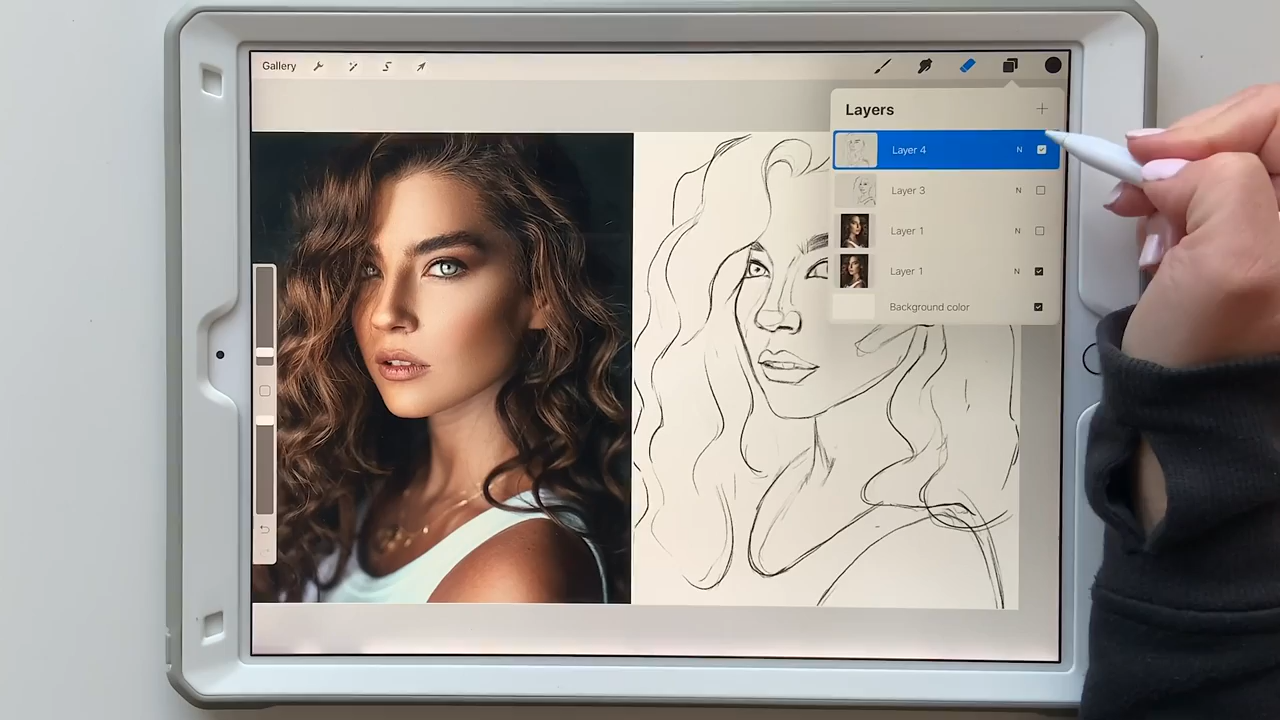 Gallery
Layers
Layer 4 N
Layer 3 N
Layer 1 N
Layer 1 N
Background color